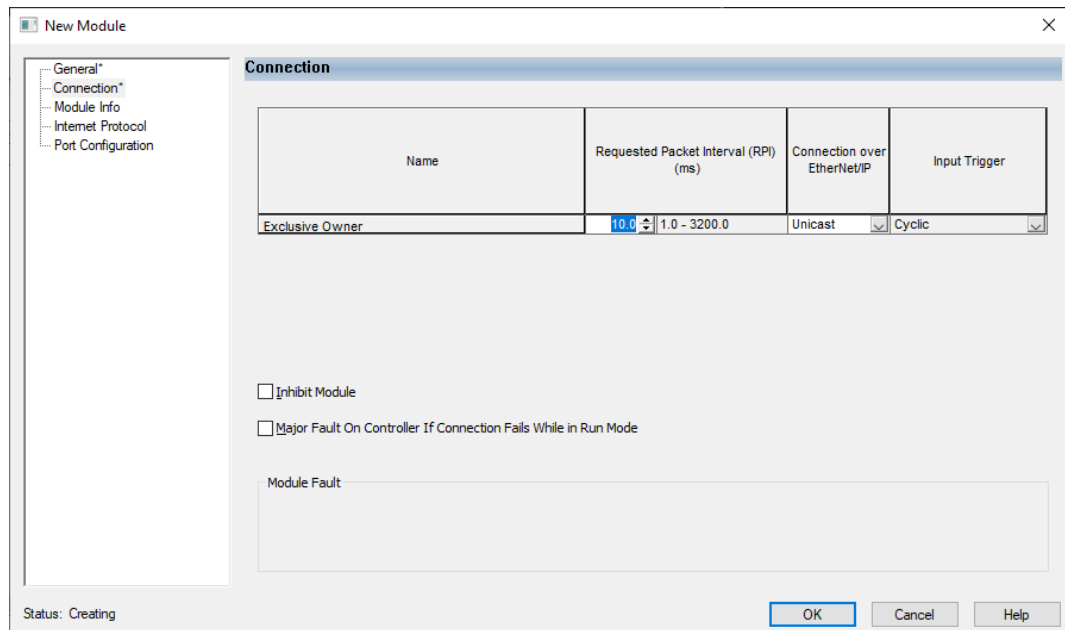 New Module
General*
Connection*
Module Info
Internet Protocol
Port Configuration
Connection
Name
Requested Packet Interval (RPI)
(ms)
Connection over
EtherNet/IP
Input Trigger
Exclusive Owner
10.0
1.0 - 3200.0
Unicast
Cyclic
Inhibit Module
Major Fault On Controller If Connection Fails While in Run Mode
Module Fault
Status: Creating
OK
Cancel
Help